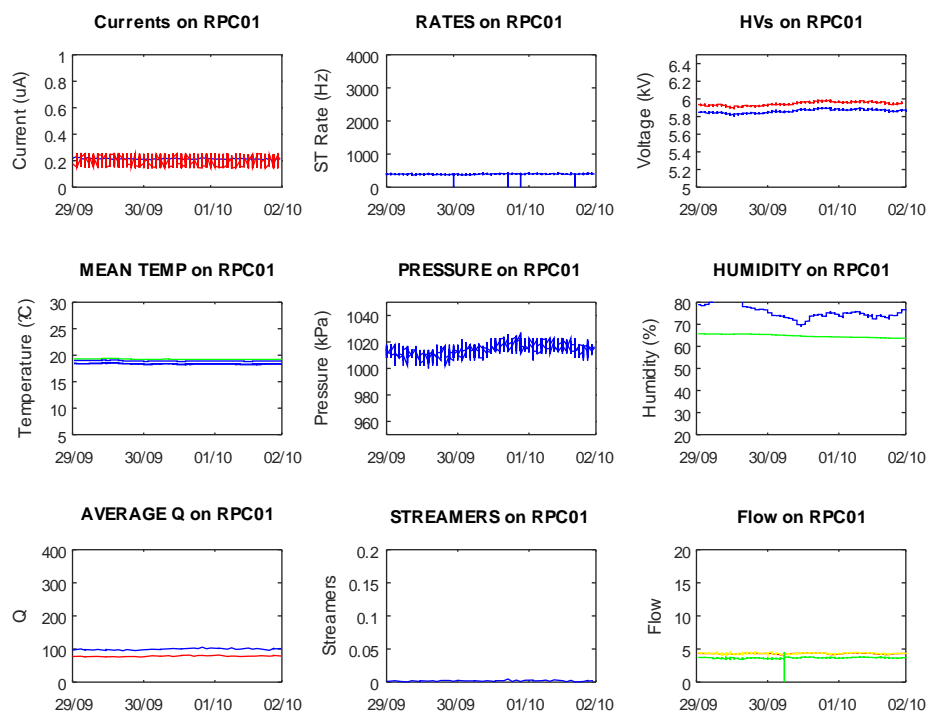 Currents on RPC01
RATES on RPC01
HVs on RPC01
Current (uA)
1
0.8
0.6
0.4
0.2
0
29/09 30/09 01/10 02/10
ST Rate (Hz)
4000
3000
2000
1000
0
29/09 30/09 01/10 02/10
Voltage (kV)
6.4
6.2
6
5.8
5.6
5.4
5.2
5
29/09 30/09 01/10 02/10
MEAN TEMP on RPC01
PRESSURE on RPC01
HUMIDITY on RPC01
Temperature (?C)
30
25
20
15
10
5
29/09 30/09 01/10 02/10
Pressure (kPa)
1040
1020
1000
980
960
29/09 30/09 01/10 02/10
Humidity (%)
80
70
60
50
40
30
20
29/09 30/09 01/10 02/10
AVERAGE Q on RPC01
STREAMERS on RPC01
Flow on RPC01
Q
400
300
200
100
0
29/09 30/09 01/10 02/10
Streamers
0.2
0.15
0.1
0.05
0
29/09 30/09 01/10 02/10
Flow
20
15
10
5
0
29/09 30/09 01/10 02/10